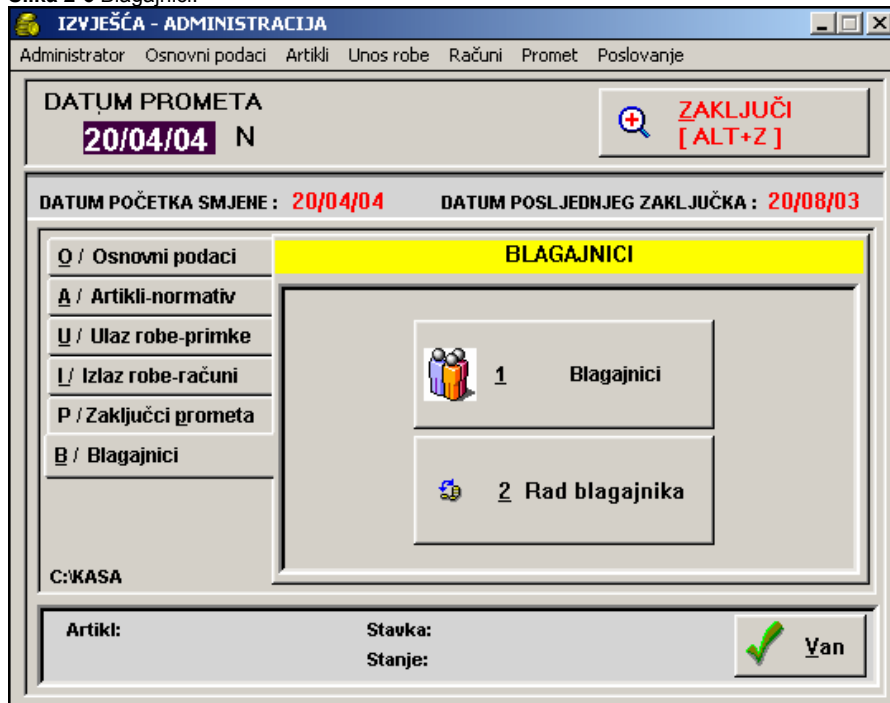 IZVJEŠĆA - ADMINISTRACIJA
Administrator Osnovni podaci Artikli Unos robe Računi Promet Poslovanje
DATUM PROMETA
20/04/04 N
ZAKLJUČI
[ ALT+Z ]
DATUM POČETKA SMJENE : 20/04/04 DATUM POSLJEDNJEG ZAKLJUČKA : 20/08/03
O / Osnovni podaci
A / Artikli-normativ
U / Ulaz robe-primke
I / Izlaz robe-računi
P / Zaključci prometa
B / Blagajnici
C:\KASA
BLAGAJNICI
1 Blagajnici
2 Rad blagajnika
Artikl:
Stavka:
Stanje:
Van